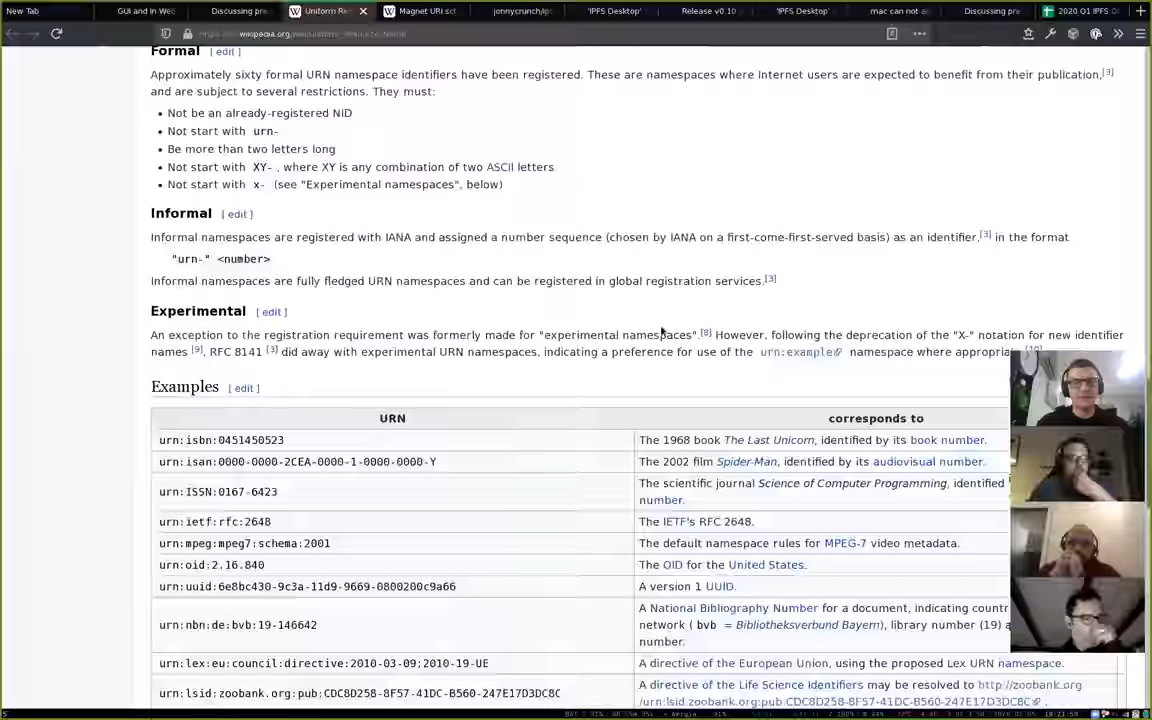 New Tab
GUI and In Web
Discussing pre
Uniform Re
Magnet URI sch
jonnycrunch/ip
'IPFS Desktop'
Release v0.10
'IPFS Desktop'
mac can not a
Discussing pre
2020 Q1 IPFS
wikipedia.org
Formal [ edit ]
Approximately sixty formal URN namespace identifiers have been registered. These are namespaces where Internet users are expected to benefit from their publication,[3]
and are subject to several restrictions. They must:
• Not be an already-registered NID
• Not start with urn-
• Be more than two letters long
• Not start with XY- , where XY is any combination of two ASCII letters
• Not start with x- (see "Experimental namespaces", below)
Informal [ edit ]
Informal namespaces are registered with IANA and assigned a number sequence (chosen by IANA on a first-come-first-served basis) as an identifier,[3] in the format
"urn-" <number>
Informal namespaces are fully fledged URN namespaces and can be registered in global registration services.[3]
Experimental [ edit ]
An exception to the registration requirement was formerly made for "experimental namespaces".[8] However, following the deprecation of the "X-" notation for new identifier
names [9], RFC 8141 [3] did away with experimental URN namespaces, indicating a preference for use of the urn:example namespace where appropria
Examples [ edit ]
URN corresponds to
urn:isbn:0451450523 The 1968 book The Last Unicorn, identified by its book number.
urn:isan:0000-0000-2CEA-0000-1-0000-0000-Y The 2002 film Spider-Man, identified by its audiovisual number.
urn:ISSN:0167-6423 The scientific journal Science of Computer Programming, identified
number.
urn:ietf:rfc:2648 The IETF's RFC 2648.
urn:mpeg:mpeg7:schema:2001 The default namespace rules for MPEG-7 video metadata.
urn:oid:2.16.840 The OID for the United States.
urn:uuid:6e8bc430-9c3a-11d9-9669-0800200c9a66 A version 1 UUID.
urn:nbn:de:bvb:19-146642 A National Bibliography Number for a document, indicating countr
network ( bvb = Bibliotheksverbund Bayern), library number (19) a
number.
urn:lex:eu:council:directive:2010-03-09;2010-19-UE A directive of the European Union, using the proposed Lex URN namespace.
urn:lsid:zoobank.org:pub:CDC8D258-8F57-41DC-B560-247E17D3DC8C A directive of the Life Science Identifiers may be resolved to http://zoobank.org
/urn:lsid:zoobank.org:pub:CDC8D258-8F57-41DC-B560-247E17D3DC8C .